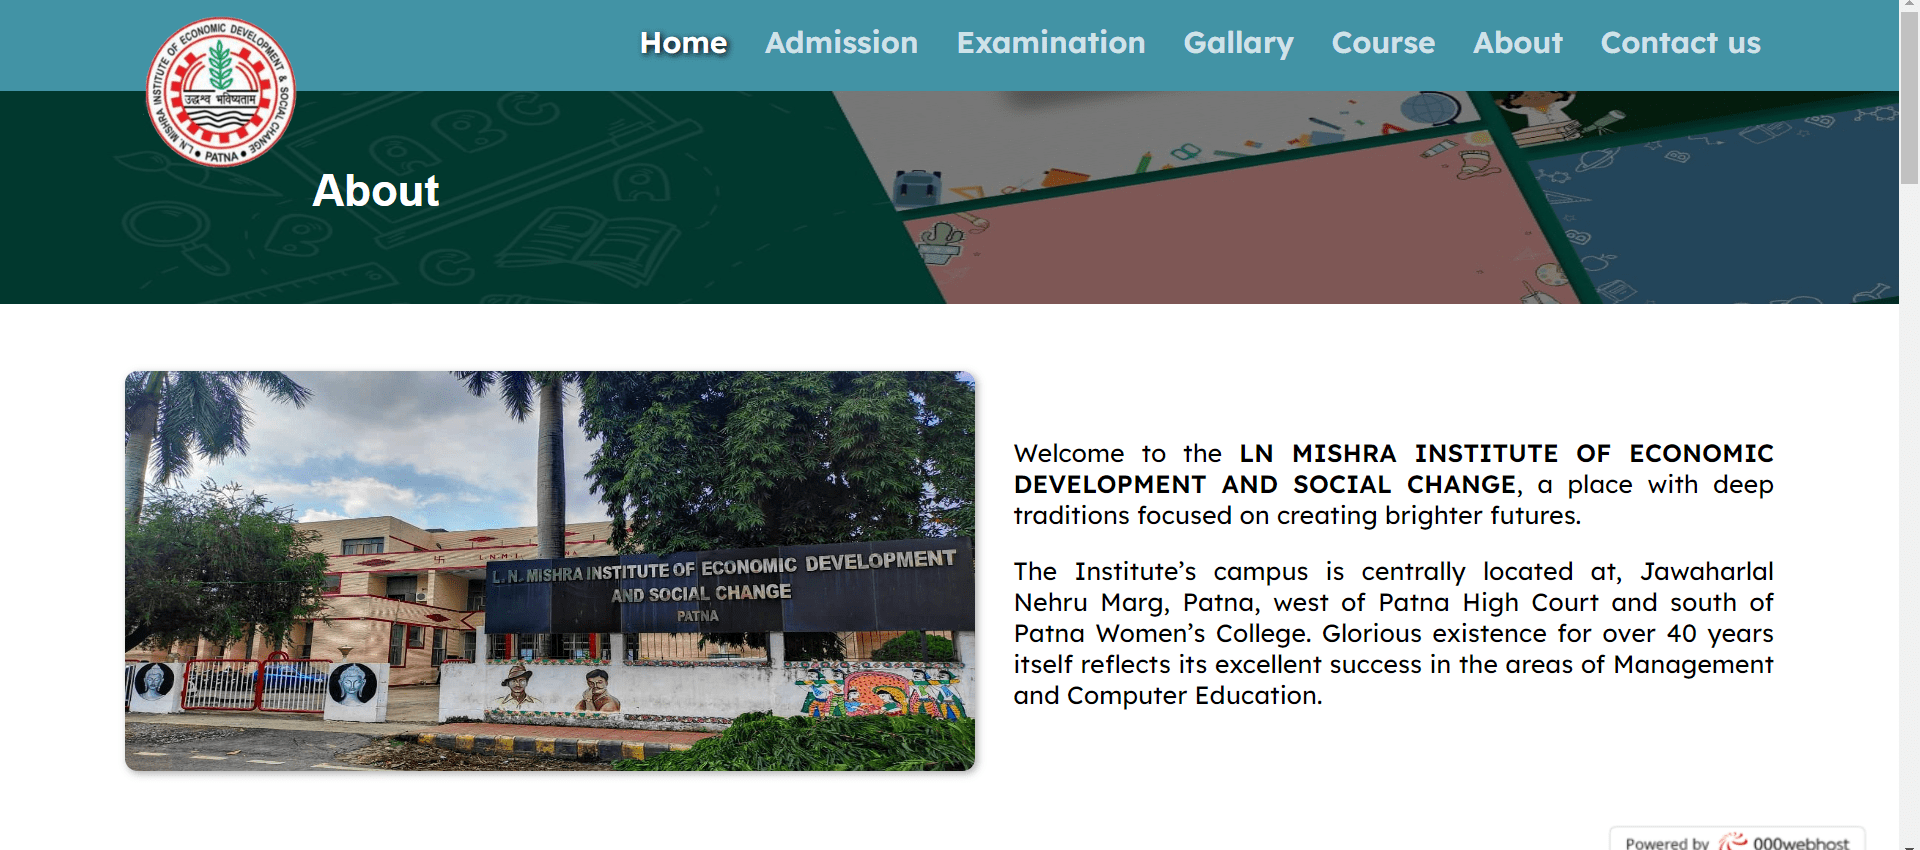 L.N. MISHRA INSTITUTE OF ECONOMIC DEVELOPMENT & SOCIAL CHANGE
उद्धश्व भविष्यताम
• PATNA •
Home Admission Examination Gallary Course About Contact us
About
L. N. MISHRA INSTITUTE OF ECONOMIC DEVELOPMENT
AND SOCIAL CHANGE
PATNA
Welcome to the LN MISHRA INSTITUTE OF ECONOMIC
DEVELOPMENT AND SOCIAL CHANGE, a place with deep
traditions focused on creating brighter futures.
The Institute’s campus is centrally located at, Jawaharlal
Nehru Marg, Patna, west of Patna High Court and south of
Patna Women’s College. Glorious existence for over 40 years
itself reflects its excellent success in the areas of Management
and Computer Education.
Powered by 000webhost